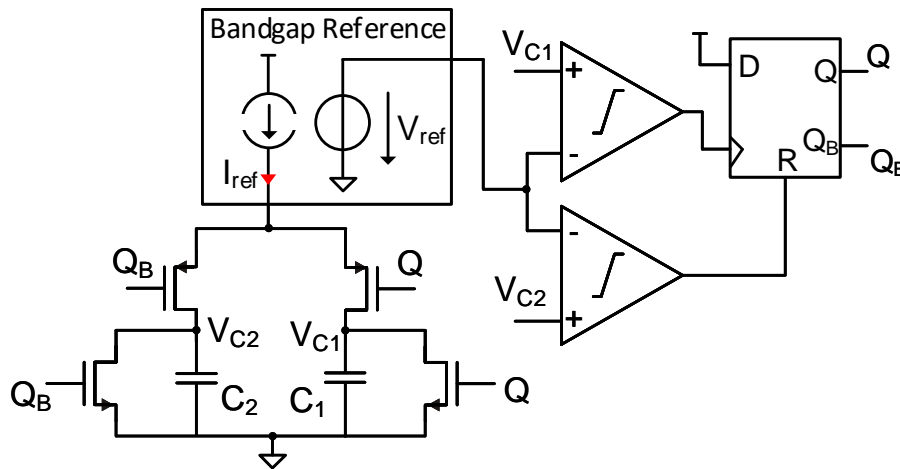 Bandgap Reference
V_C1
+
-
D
Q
Q
Q_B
Q_B
R
V_ref
I_ref
-
V_C2
+
Q_B
Q
V_C2
V_C1
Q_B
C_2
C_1
Q